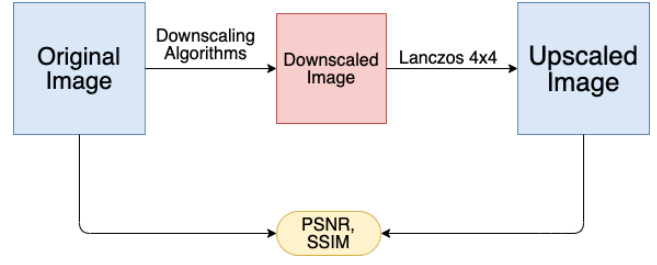 Original
Image
Downscaling
Algorithms
Downscaled
Image
Lanczos 4x4
Upscaled
Image
PSNR,
SSIM